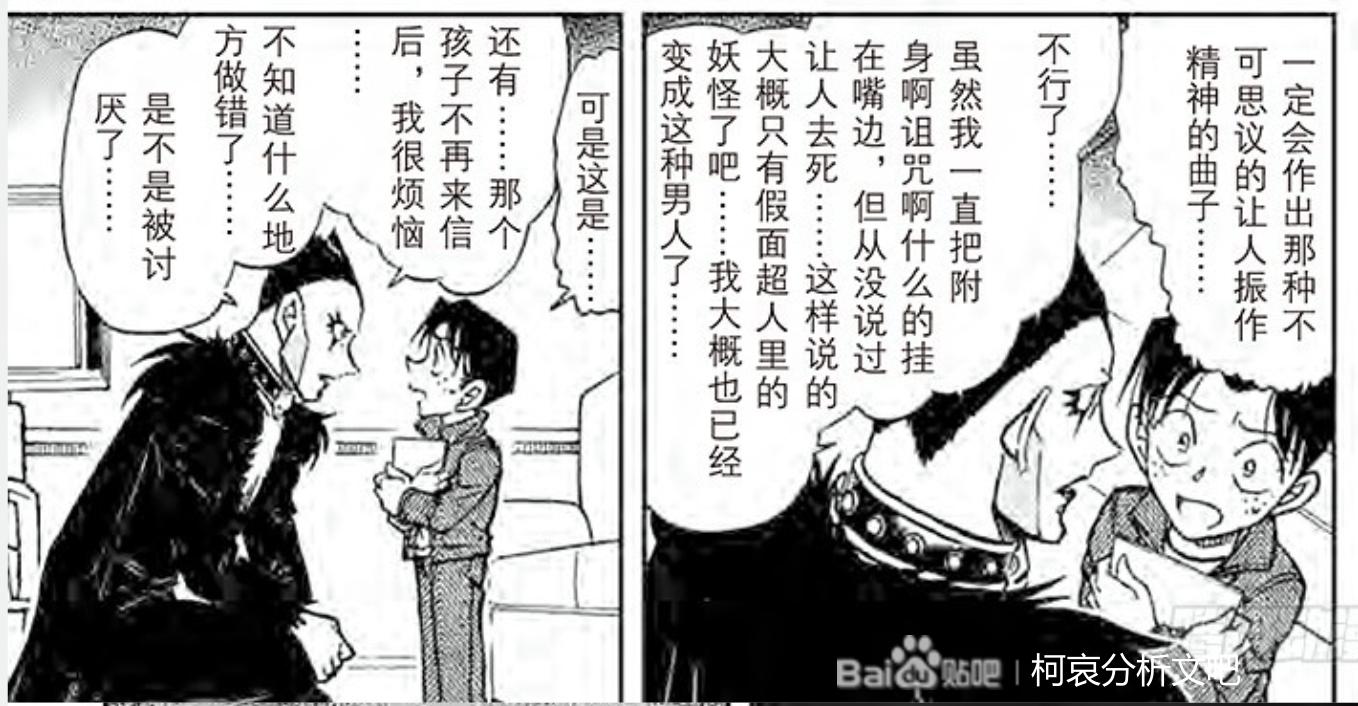 一定会作出那种不
可思议的让人振作
精神的曲子……
不行了……
虽然我一直把附
身啊诅咒啊什么的挂
在嘴边，但从没说过
让人去死……这样说的
大概只有假面超人里的
妖怪了吧……我大概也已经
变成这种男人了……
可是这是……
还有……那个
孩子不再来信
后，我很烦恼
……
不知道什么地
方做错了……
是不是被讨
厌了……
Bai du 贴吧 | 柯哀分析文吧